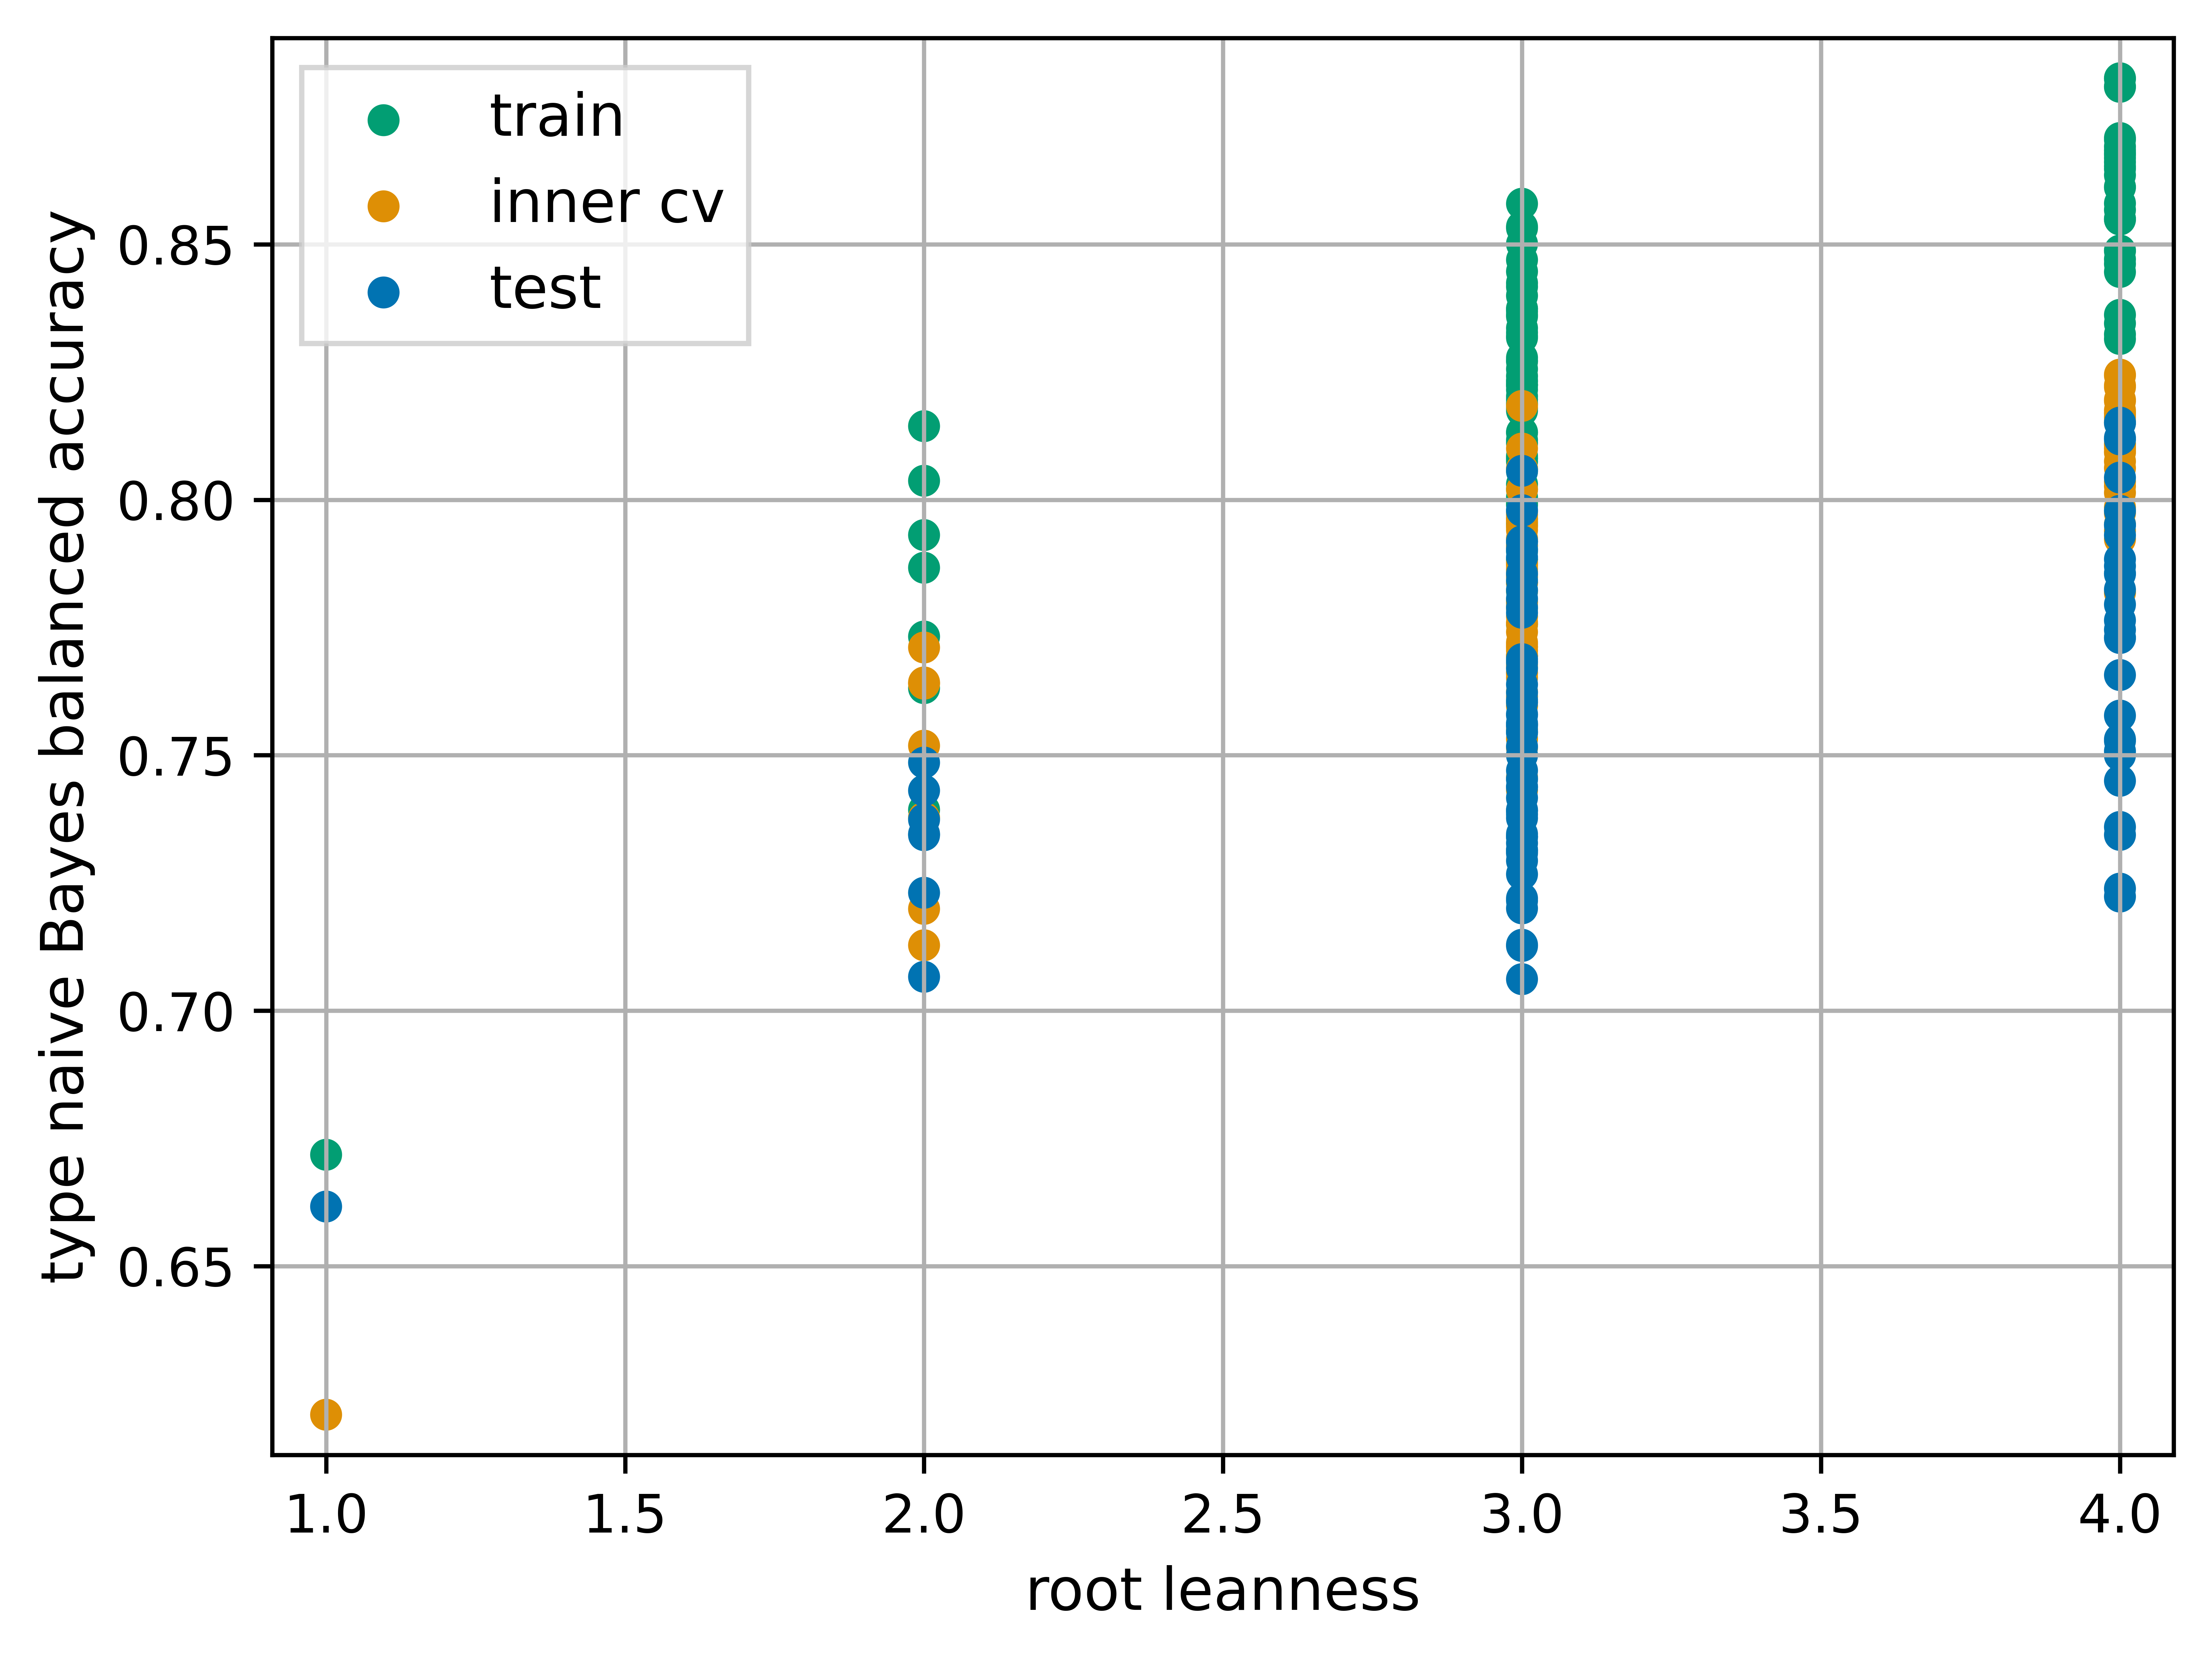 train
inner cv
test
type naive Bayes balanced accuracy
0.85
0.80
0.75
0.70
0.65
1.0 1.5 2.0 2.5 3.0 3.5 4.0
root leanness